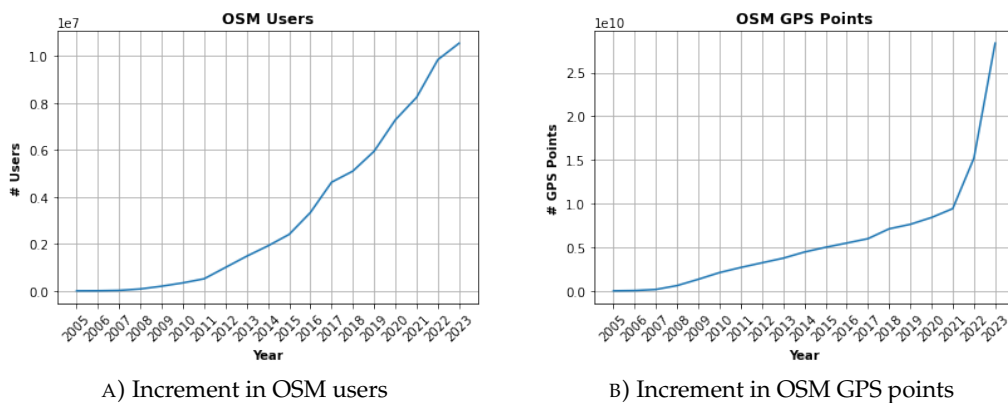 OSM Users
1e7
1.0
0.8
0.6
0.4
0.2
0.0
# Users
2005 2006 2007 2008 2009 2010 2011 2012 2013 2014 2015 2016 2017 2018 2019 2020 2021 2022 2023
Year
A) Increment in OSM users
OSM GPS Points
1e10
2.5
2.0
1.5
1.0
0.5
0.0
# GPS Points
2005 2006 2007 2008 2009 2010 2011 2012 2013 2014 2015 2016 2017 2018 2019 2020 2021 2022 2023
Year
B) Increment in OSM GPS points